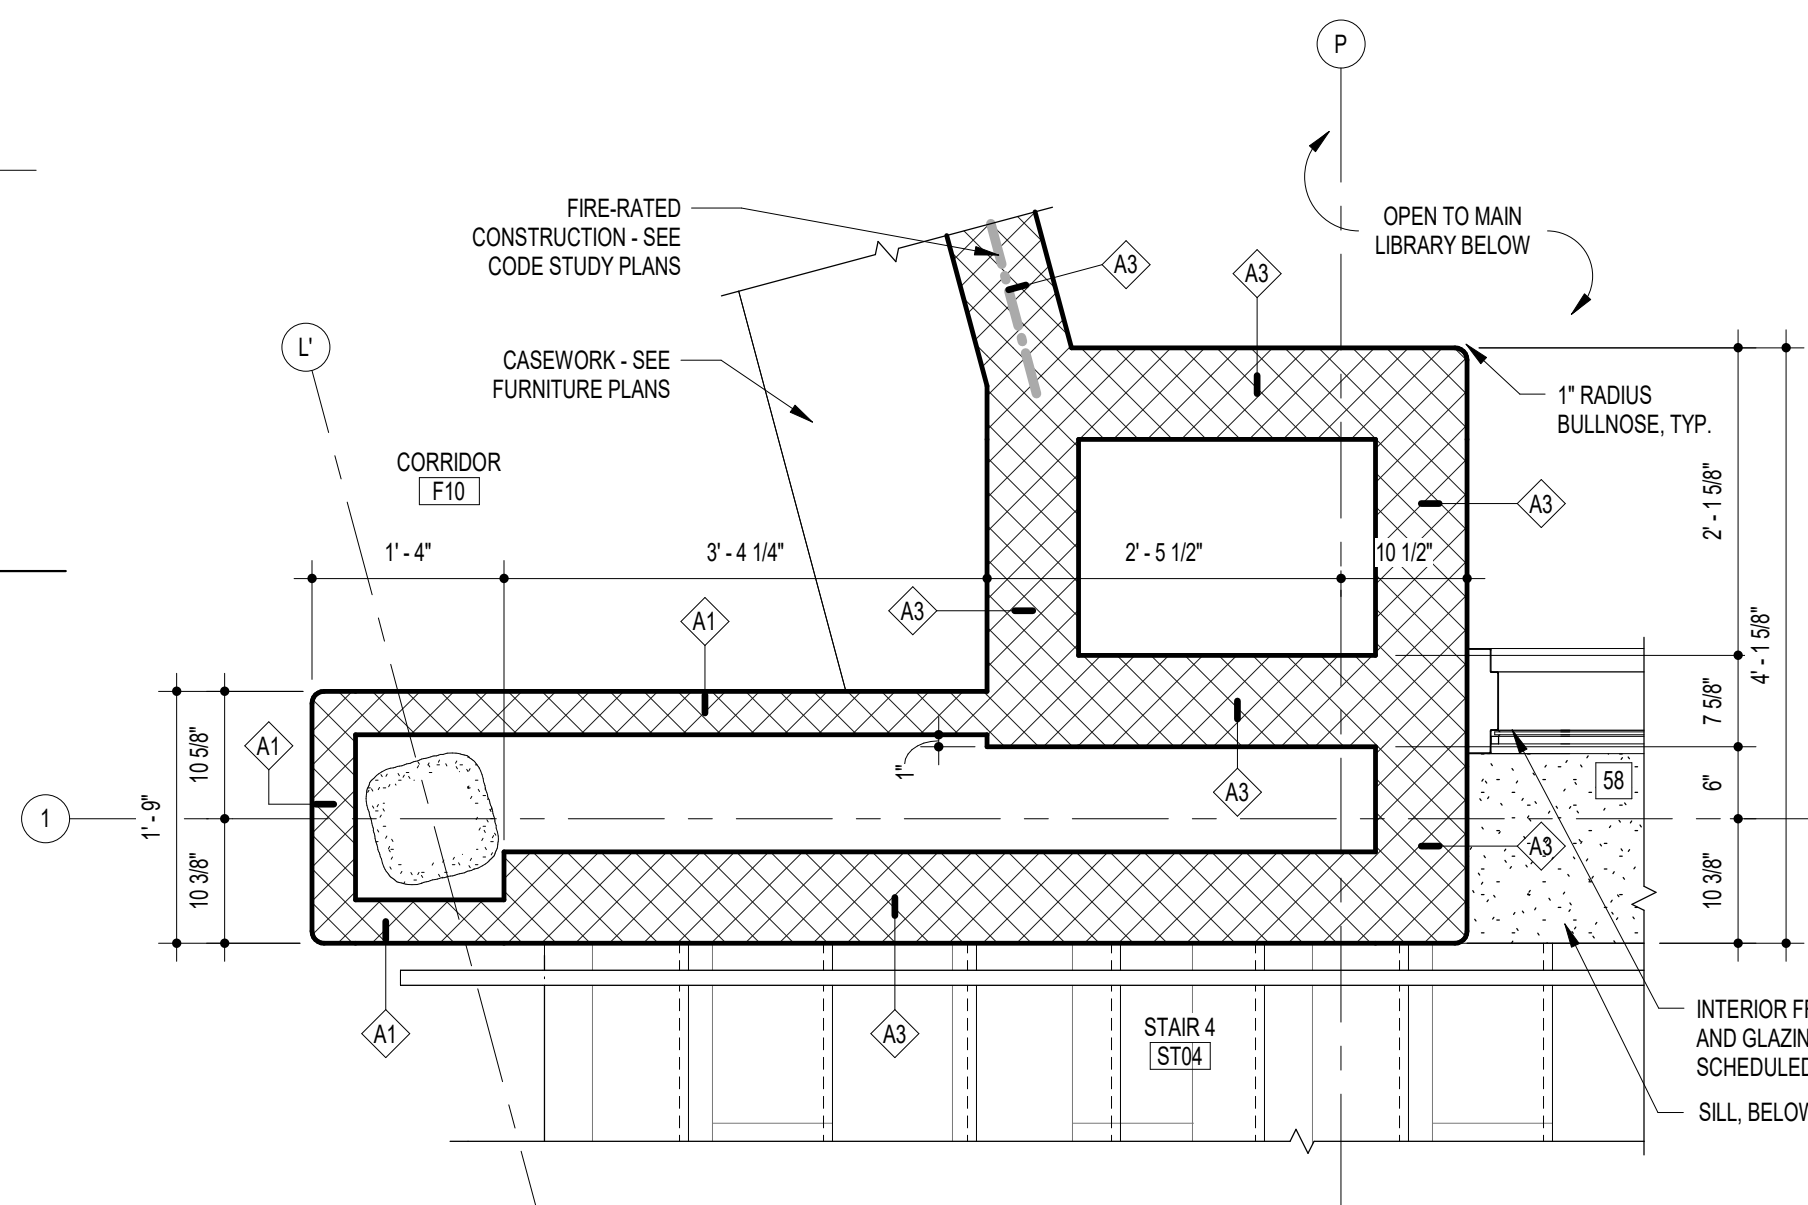 P
FIRE-RATED
CONSTRUCTION - SEE
CODE STUDY PLANS
OPEN TO MAIN
LIBRARY BELOW
A3
A3
L'
CASEWORK - SEE
FURNITURE PLANS
1" RADIUS
BULLNOSE, TYP.
CORRIDOR
F10
A3
2' - 1 5/8"
1' - 4"
3' - 4 1/4"
2' - 5 1/2"
10 1/2"
A3
A1
4' - 1 5/8"
7 5/8"
A1
10 5/8"
1"
A3
58
6"
1
1' - 9"
A3
10 3/8"
10 3/8"
A1
A3
STAIR 4
ST04
INTERIOR
AND
SCHEDULED
SILL,